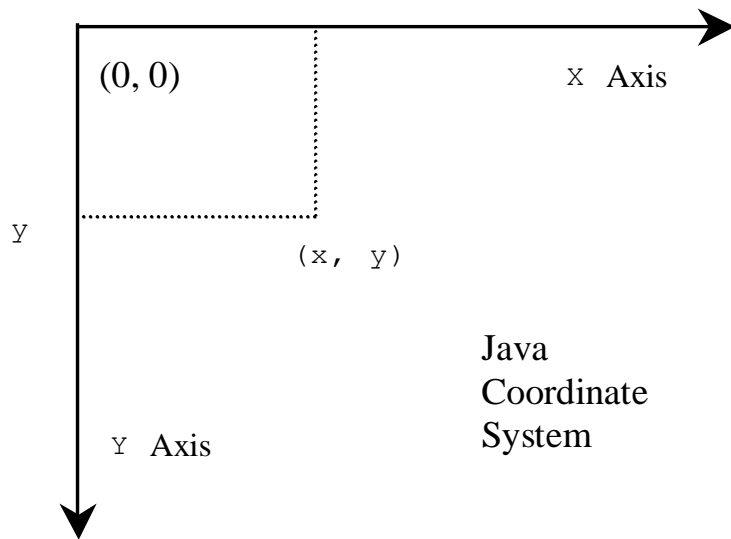 (0, 0)
X Axis
y
(x, y)
Java
Coordinate
System
Y Axis